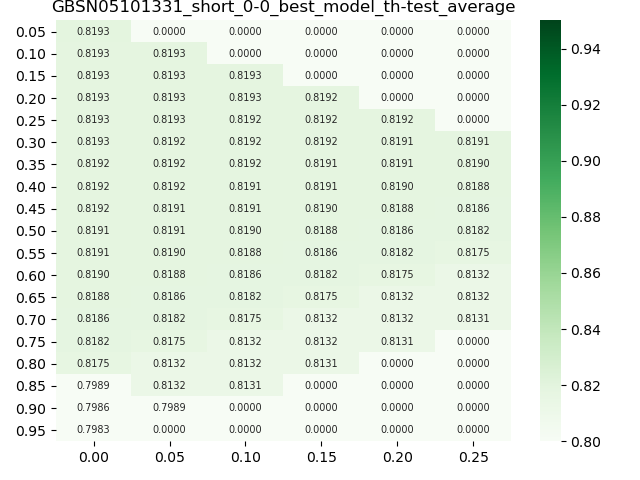 GBSN05101331_short_0-0_best_model_th-test_average
0.05 0.8193 0.0000 0.0000 0.0000 0.0000 0.0000
0.10 0.8193 0.8193 0.0000 0.0000 0.0000 0.0000
0.15 0.8193 0.8193 0.8193 0.0000 0.0000 0.0000
0.20 0.8193 0.8193 0.8193 0.8192 0.0000 0.0000
0.25 0.8193 0.8193 0.8192 0.8192 0.8192 0.0000
0.30 0.8193 0.8192 0.8192 0.8192 0.8191 0.8191
0.35 0.8192 0.8192 0.8192 0.8191 0.8191 0.8190
0.40 0.8192 0.8192 0.8191 0.8191 0.8190 0.8188
0.45 0.8192 0.8191 0.8191 0.8190 0.8188 0.8186
0.50 0.8191 0.8191 0.8190 0.8188 0.8186 0.8182
0.55 0.8191 0.8190 0.8188 0.8186 0.8182 0.8175
0.60 0.8190 0.8188 0.8186 0.8182 0.8175 0.8132
0.65 0.8188 0.8186 0.8182 0.8175 0.8132 0.8132
0.70 0.8186 0.8182 0.8175 0.8132 0.8132 0.8131
0.75 0.8182 0.8175 0.8132 0.8132 0.8131 0.0000
0.80 0.8175 0.8132 0.8132 0.8131 0.0000 0.0000
0.85 0.7989 0.8132 0.8131 0.0000 0.0000 0.0000
0.90 0.7986 0.7989 0.0000 0.0000 0.0000 0.0000
0.95 0.7983 0.0000 0.0000 0.0000 0.0000 0.0000
0.00 0.05 0.10 0.15 0.20 0.25
0.94
0.92
0.90
0.88
0.86
0.84
0.82
0.80